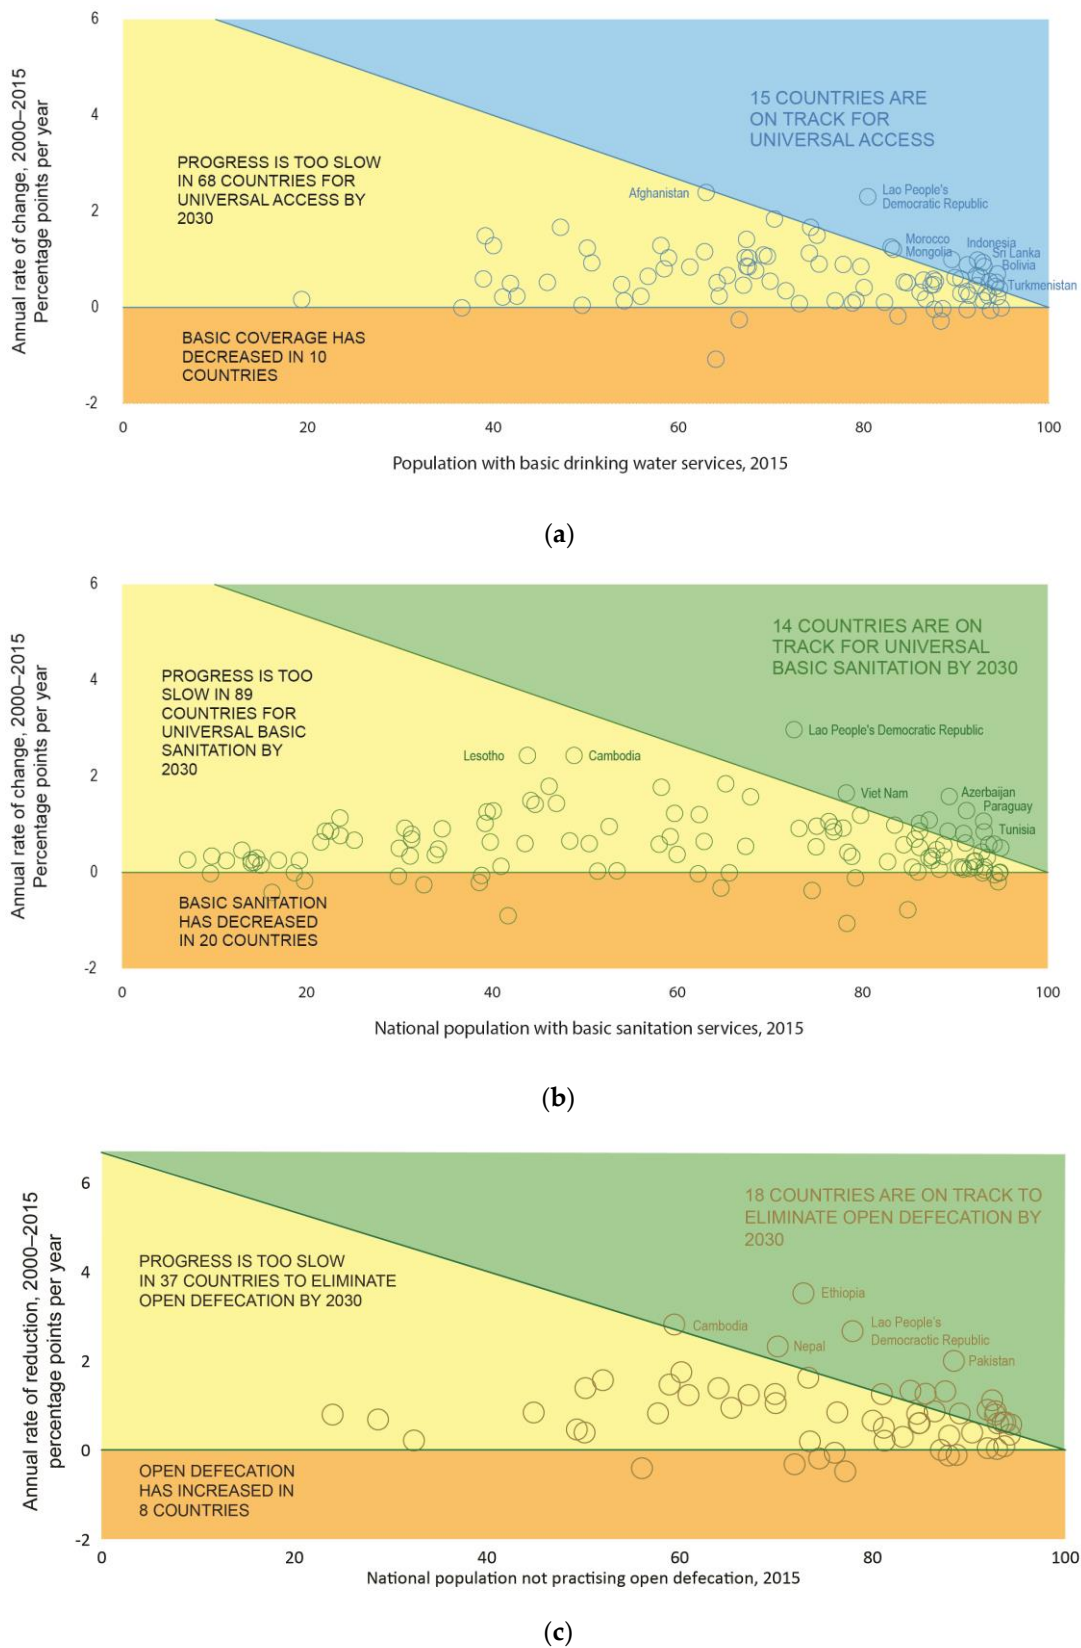 6
4
2
0
-2
Annual rate of change, 2000–2015
Percentage points per year
15 COUNTRIES ARE
ON TRACK FOR
UNIVERSAL ACCESS
PROGRESS IS TOO SLOW
IN 68 COUNTRIES FOR
UNIVERSAL ACCESS BY
2030
Afghanistan
Lao People's
Democratic Republic
Morocco
Mongolia
Indonesia
Sri Lanka
Bolivia
Turkmenistan
BASIC COVERAGE HAS
DECREASED IN 10
COUNTRIES
0
40
60
80
100
Population with basic drinking water services, 2015
(a)
6
4
2
0
-2
Annual rate of change, 2000–2015
Percentage points per year
14 COUNTRIES ARE ON
TRACK FOR UNIVERSAL
BASIC SANITATION BY 2030
PROGRESS IS TOO
SLOW IN 89
COUNTRIES FOR
UNIVERSAL BASIC
SANITATION BY
2030
Lao People's Democratic Republic
Lesotho
Cambodia
Viet Nam
Azerbaijan
Paraguay
Tunisia
BASIC SANITATION
HAS DECREASED
IN 20 COUNTRIES
0
20
40
60
80
100
National population with basic sanitation services, 2015
(b)
6
4
2
0
-2
Annual rate of reduction, 2000–2015
percentage points per year
18 COUNTRIES ARE ON TRACK TO
ELIMINATE OPEN DEFECATION BY
2030
PROGRESS IS TOO SLOW
IN 37 COUNTRIES TO ELIMINATE
OPEN DEFECATION BY 2030
Ethiopia
Cambodia
Lao People's
Democractic Republic
Nepal
Pakistan
OPEN DEFECATION
HAS INCREASED IN
8 COUNTRIES
0
20
40
60
80
100
National population not practising open defecation, 2015
(c)